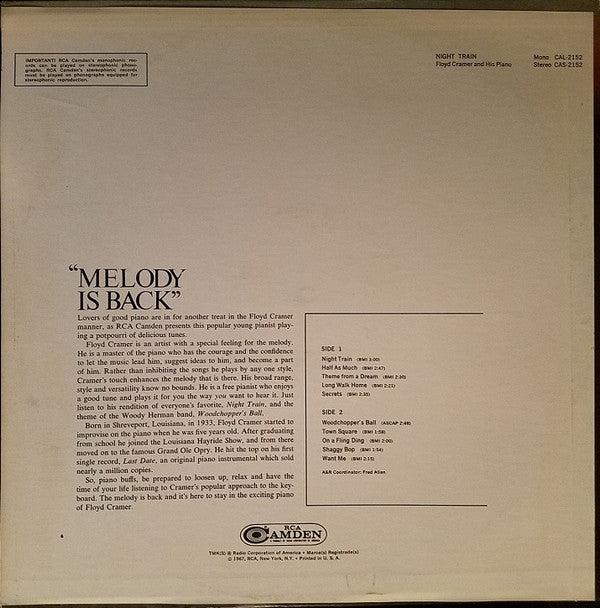 IMPORTANT! RCA Camden's monophonic rec-
ords can be played on stereophonic phono-
graphs. RCA Camden's stereophonic records
must be played on phonographs equipped for
stereophonic reproduction.
NIGHT TRAIN Mono CAL-2152
Floyd Cramer and His Piano Stereo CAS-2152
"MELODY
IS BACK"
Lovers of good piano are in for another treat in the Floyd Cramer
manner, as RCA Camden presents this popular young pianist play-
ing a potpourri of delicious tunes.
Floyd Cramer is an artist with a special feeling for the melody.
He is a master of the piano who has the courage and the confidence
to let the music lead him, suggest ideas to him, and become a part
of him. Rather than inhibiting the songs he plays by any one style,
Cramer's touch enhances the melody that is there. His broad range,
style and versatility know no bounds. He is a free pianist who enjoys
a good tune and plays it for you the way you want to hear it. Just
listen to his rendition of everyone's favorite, Night Train, and the
theme of the Woody Herman band, Woodchopper's Ball.
Born in Shreveport, Louisiana, in 1933, Floyd Cramer started to
improvise on the piano when he was five years old. After graduating
from school he joined the Louisiana Hayride Show, and from there
moved on to the famous Grand Ole Opry. He hit the top on his first
single record, Last Date, an original piano instrumental which sold
nearly a million copies.
So, piano buffs, be prepared to loosen up, relax and have the
time of your life listening to Cramer's popular approach to the key-
board. The melody is back and it's here to stay in the exciting piano
of Floyd Cramer.
SIDE 1
Night Train (BMI 3:00)
Half As Much (BMI 2:47)
Theme from a Dream (BMI 2:30)
Long Walk Home (BMI 2:21)
Secrets (BMI 2:35)
SIDE 2
Woodchopper's Ball (ASCAP 2:48)
Town Square (BMI 1:58)
On a Fling Ding (BMI 2:00)
Shaggy Bop (BMI 1:54)
Want Me (BMI 2:15)
A&R Coordinator: Fred Allen
RCA
CAMDEN
TMK(S) ® Radio Corporation of America • Marca(s) Registrada(s)
© 1967, RCA, New York, N.Y. • Printed in U. S. A.